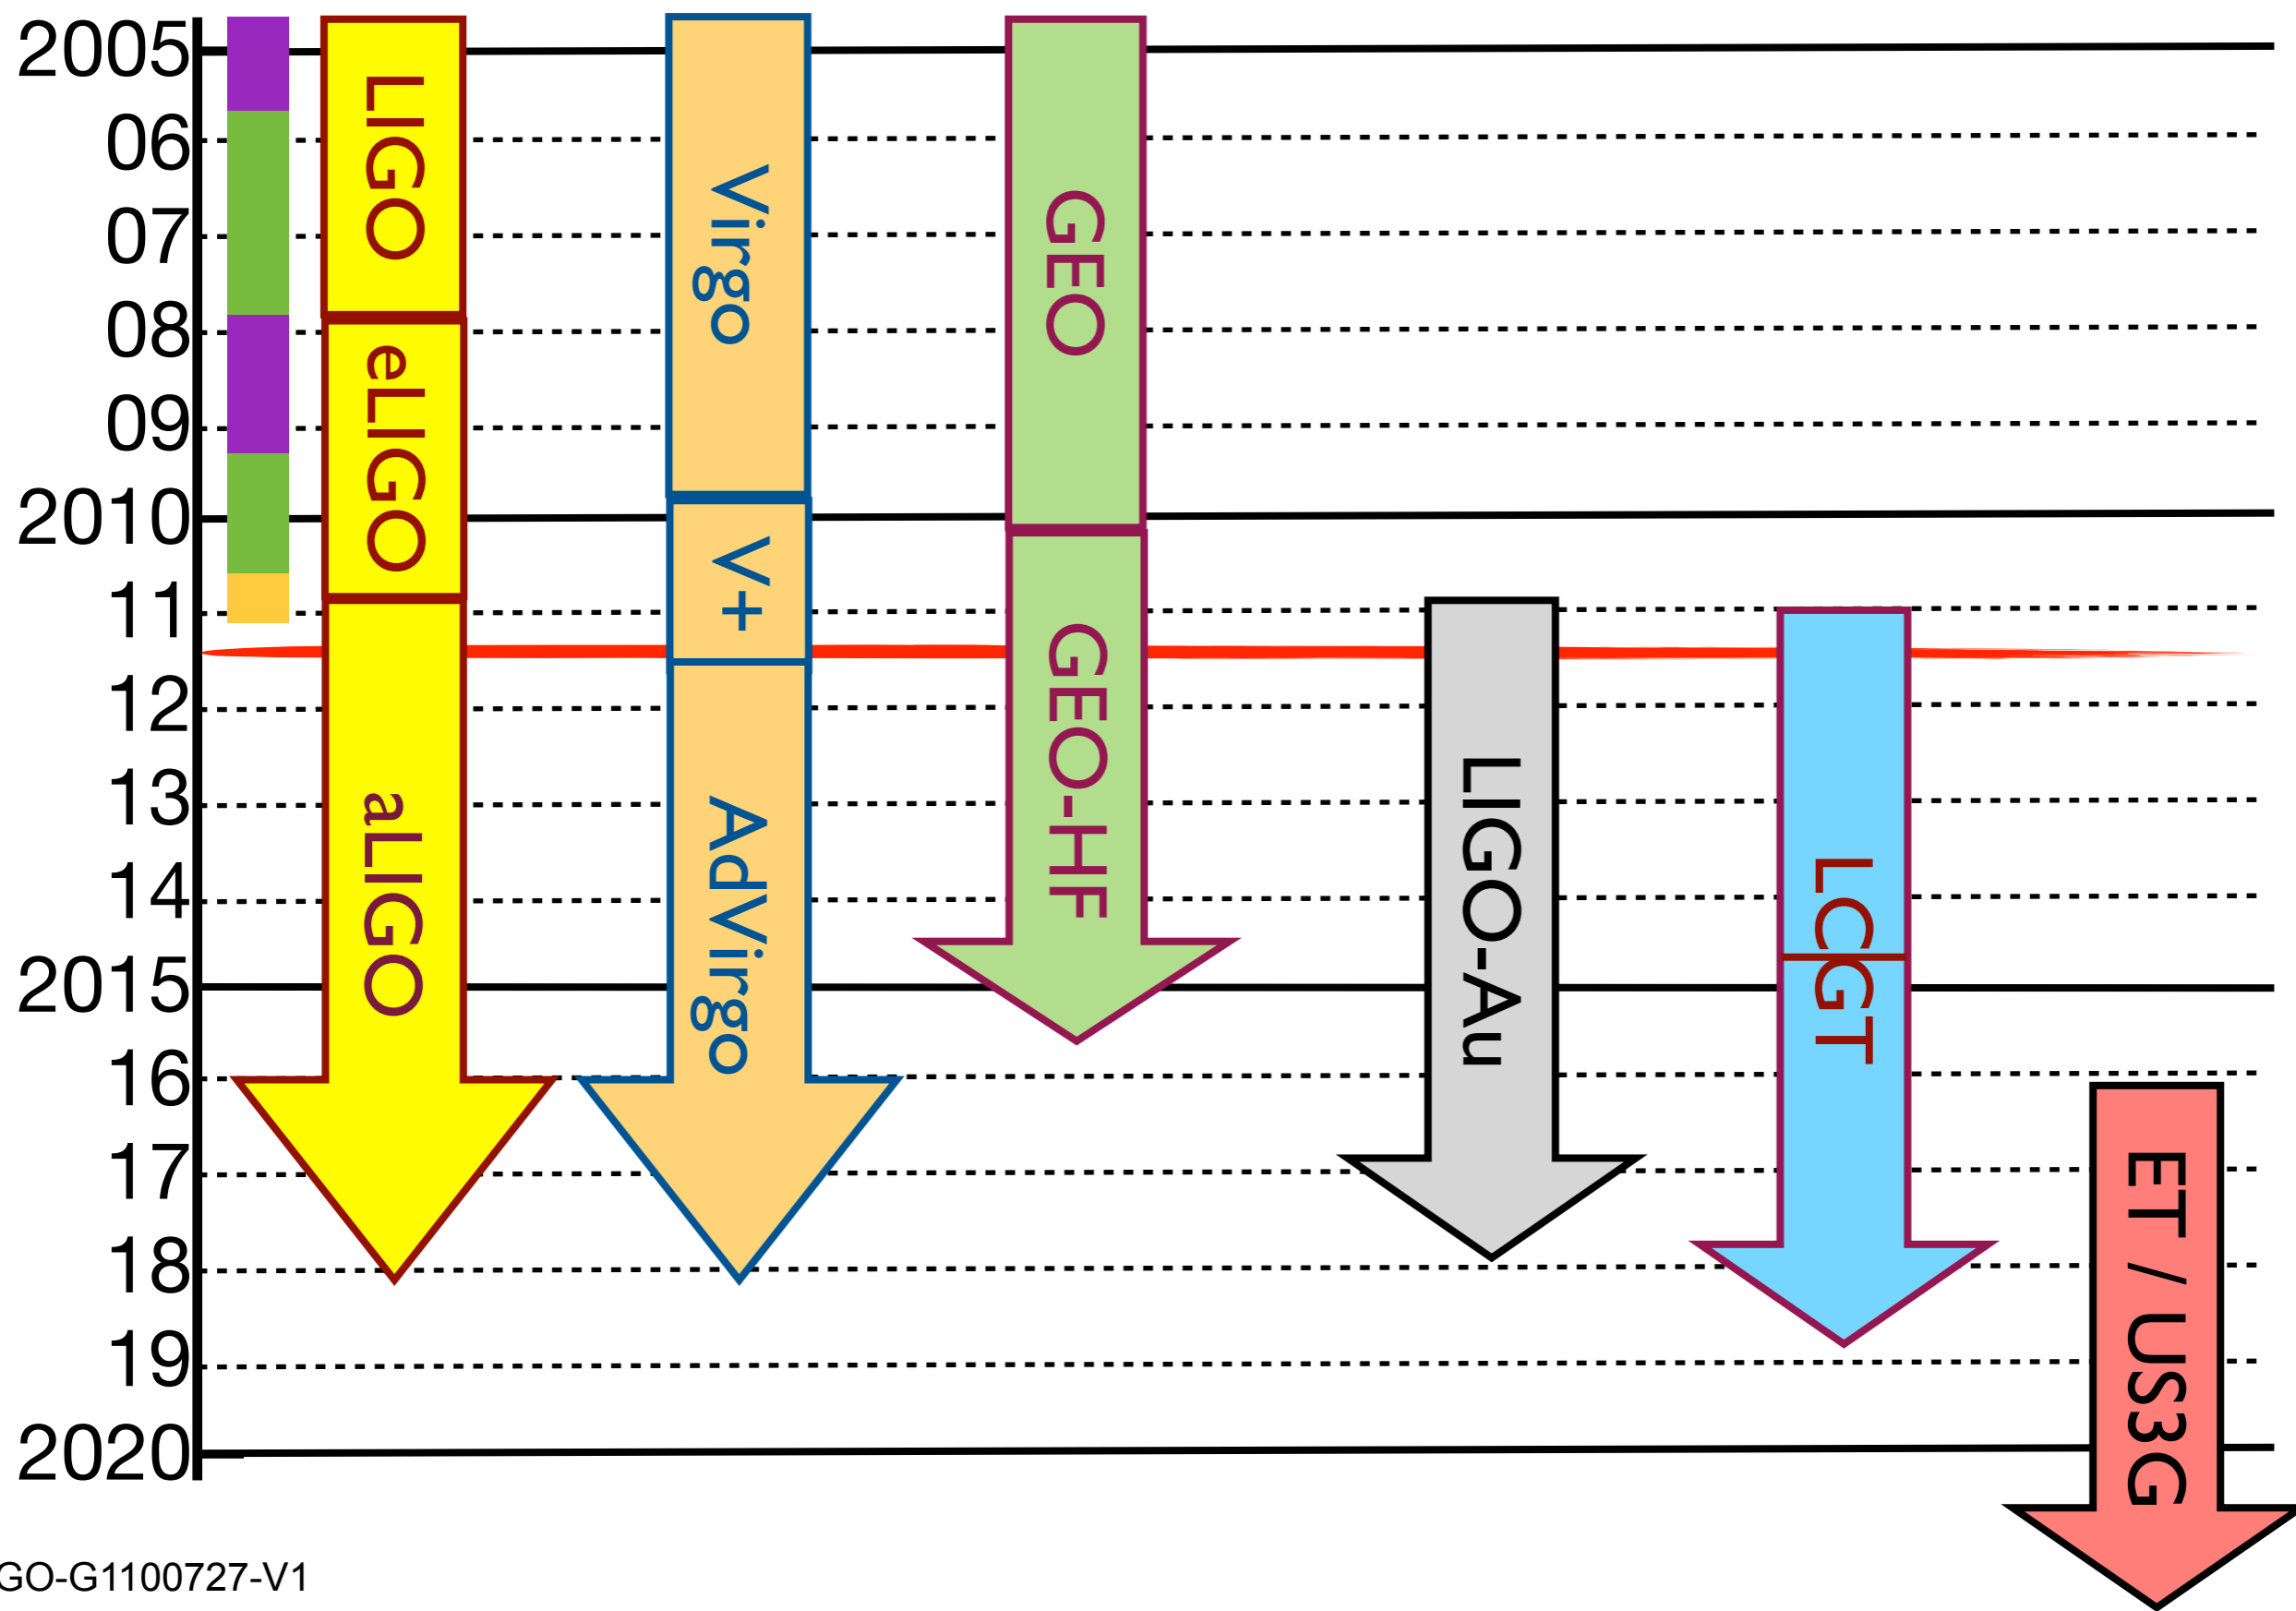 2005
06
07
08
09
2010
11
12
13
14
2015
16
17
18
19
2020
LIGO
eLIGO
aLIGO
Virgo
V+
AdVirgo
GEO
GEO-HF
LIGO-Au
LCGT
ET / US3G
GO-G1100727-V1